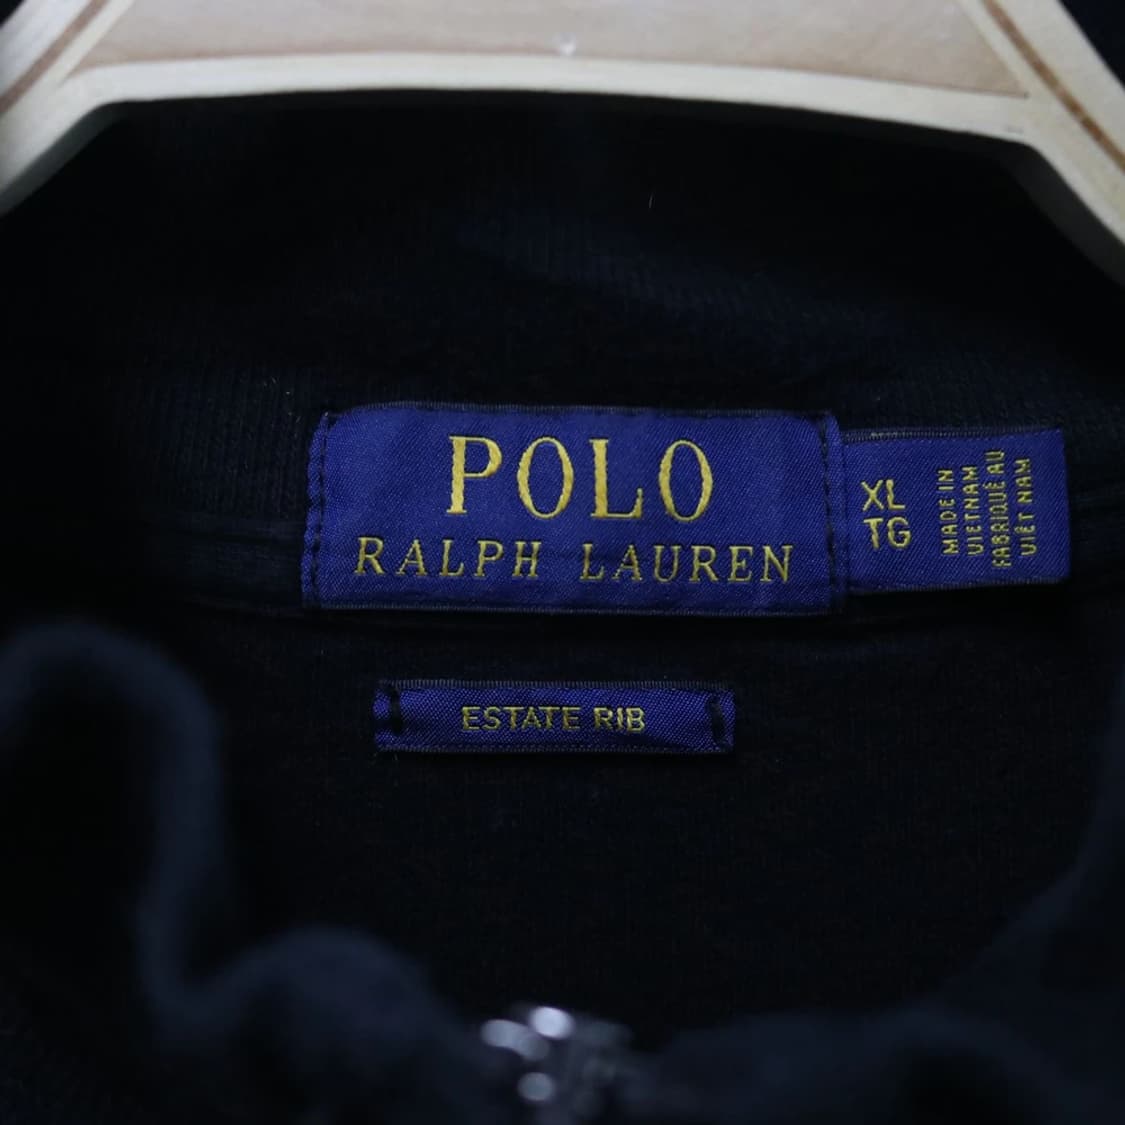 POLO
RALPH LAUREN
XL
TG
MADE IN
VIETNAM
FABRIQUÉ AU
VIÊT NAM
ESTATE RIB